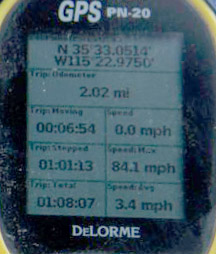 GPS PN-20
N 35°33.0514'
W115°22.9750'
Trip: Odometer
2.02 mi
Trip: Moving Speed
00:06:54 0.0 mph
Trip: Stopped Speed: Max
01:01:13 84.1 mph
Trip: Total Speed: Avg
01:08:07 3.4 mph
DELORME